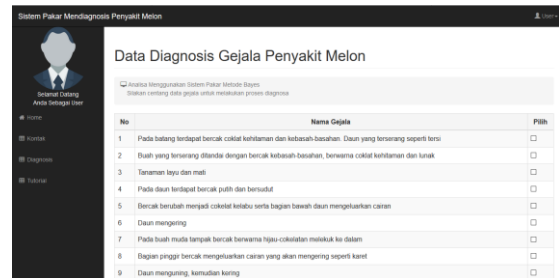 Sistem Pakar Mendiagnosis Penyakit Melon
User
Selamat Datang
Anda Sebagai User
Home
Kontak
Diagnosis
Tutorial
Data Diagnosis Gejala Penyakit Melon
Analisa Menggunakan Sistem Pakar Metode Bayes
Silakan centang data gejala untuk melakukan proses diagnosa
No Nama Gejala Pilih
1 Pada batang terdapat bercak coklat kehitaman dan kebasah-basahan. Daun yang terserang seperti tersi
2 Buah yang terserang ditandai dengan bercak kebasah-basahan, berwarna coklat kehitaman dan lunak
3 Tanaman layu dan mati
4 Pada daun terdapat bercak putih dan bersudut
5 Bercak berubah menjadi cokelat kelabu serta bagian bawah daun mengeluarkan cairan
6 Daun mengering
7 Pada buah muda tampak bercak berwarna hijau-cokelatan melekuk ke dalam
8 Bagian pinggir bercak mengeluarkan cairan yang akan mengering seperti karet
9 Daun menguning, kemudian kering